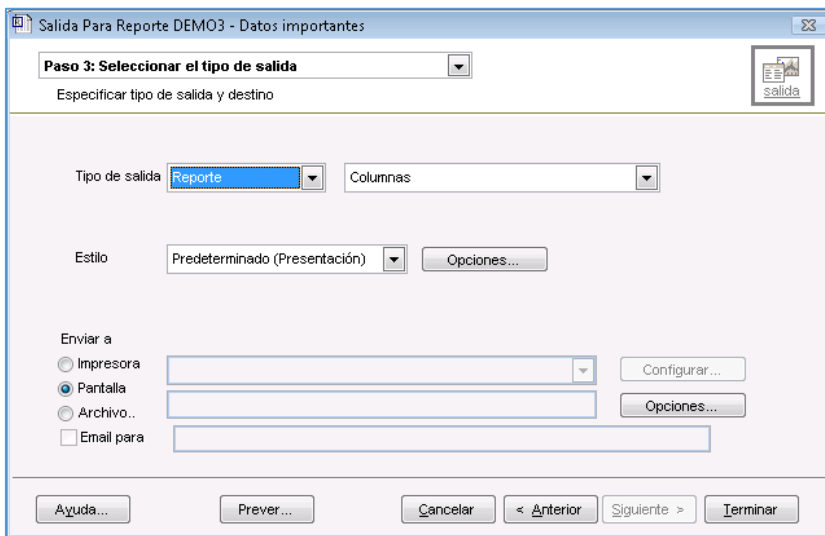 Salida Para Reporte DEMO3 - Datos importantes
Paso 3: Seleccionar el tipo de salida
Especificar tipo de salida y destino
salida
Tipo de salida Reporte Columnas
Estilo Predeterminado (Presentación) Opciones...
Enviar a
Impresora Configurar...
Pantalla
Archivo.. Opciones...
Email para
Ayuda... Prever... Cancelar < Anterior Siguiente > Terminar